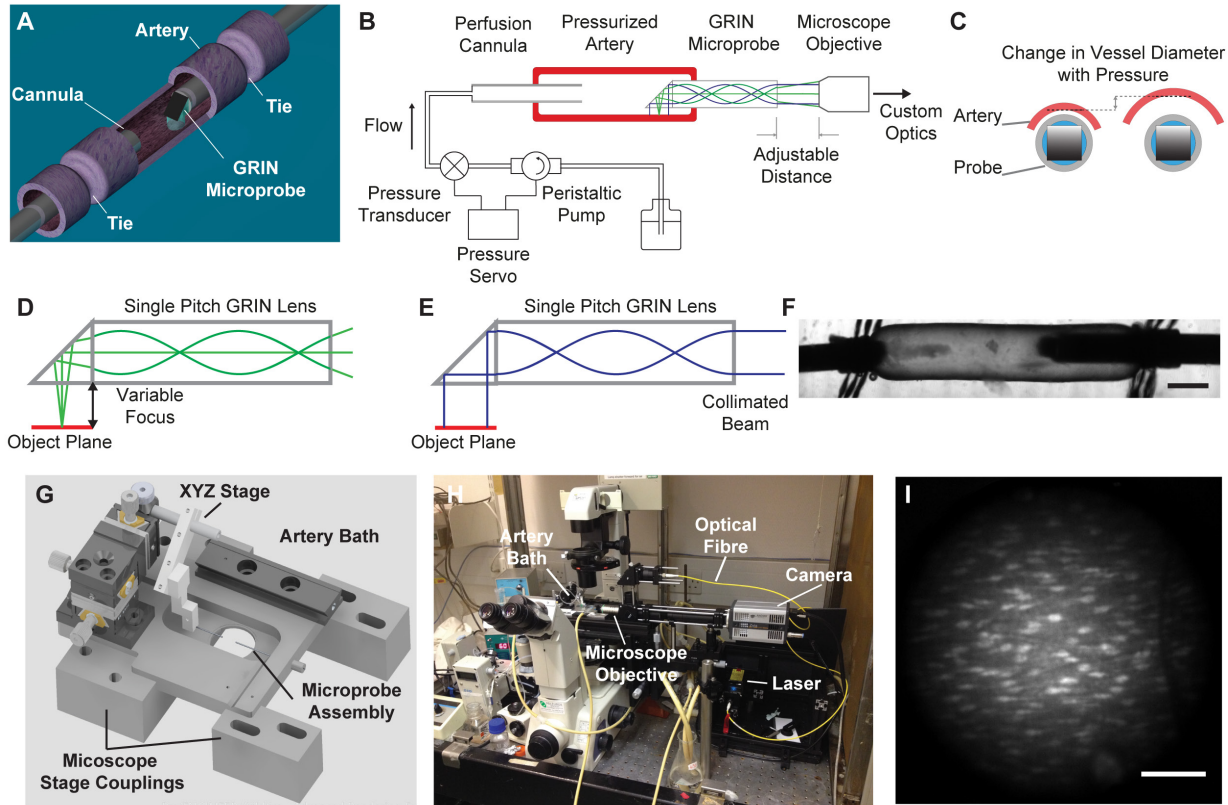 A
Artery
Cannula
Tie
GRIN
Microprobe
Tie
B
Perfusion
Cannula
Pressurized
Artery
GRIN
Microprobe
Microscope
Objective
Flow
Custom
Optics
Adjustable
Distance
Pressure
Transducer
Peristaltic
Pump
Pressure
Servo
C
Change in Vessel Diameter
with Pressure
Artery
Probe
D
Single Pitch GRIN Lens
Variable
Focus
Object Plane
E
Single Pitch GRIN Lens
Collimated
Beam
Object Plane
F
G
XYZ Stage
Artery Bath
Microprobe
Assembly
Micoscope
Stage Couplings
H
Artery
Bath
Optical
Fibre
Camera
Microscope
Objective
Laser
I